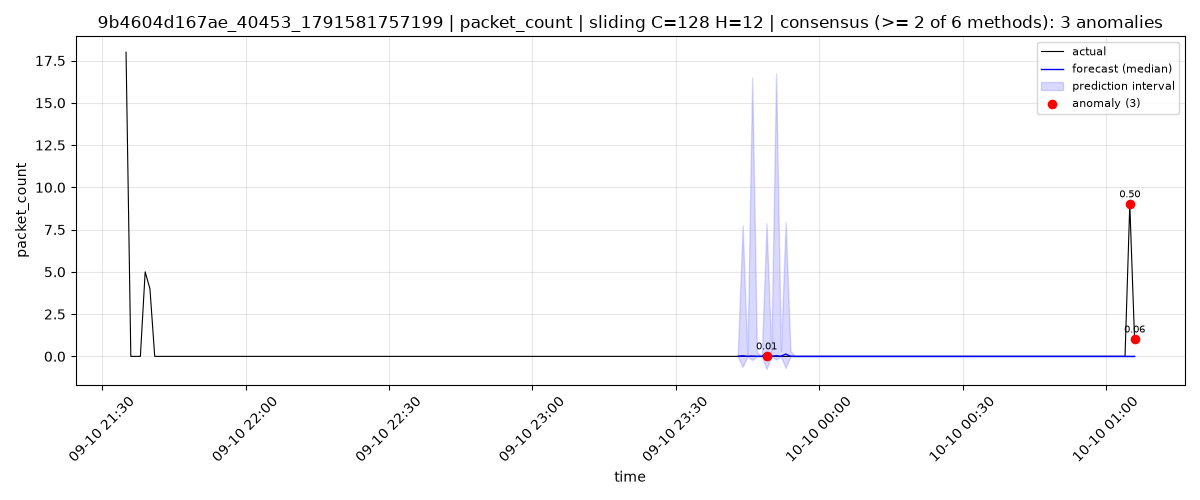 9b4604d167ae_40453_1791581757199 | packet_count | sliding C=128 H=12 | consensus (>= 2 of 6 methods): 3 anomalies
actual
forecast (median)
prediction interval
anomaly (3)
17.5
15.0
12.5
10.0
7.5
5.0
2.5
0.0
packet_count
0.01
0.50
0.06
09-10 21:30
09-10 22:00
09-10 22:30
09-10 23:00
09-10 23:30
10-10 00:00
10-10 00:30
10-10 01:00
time